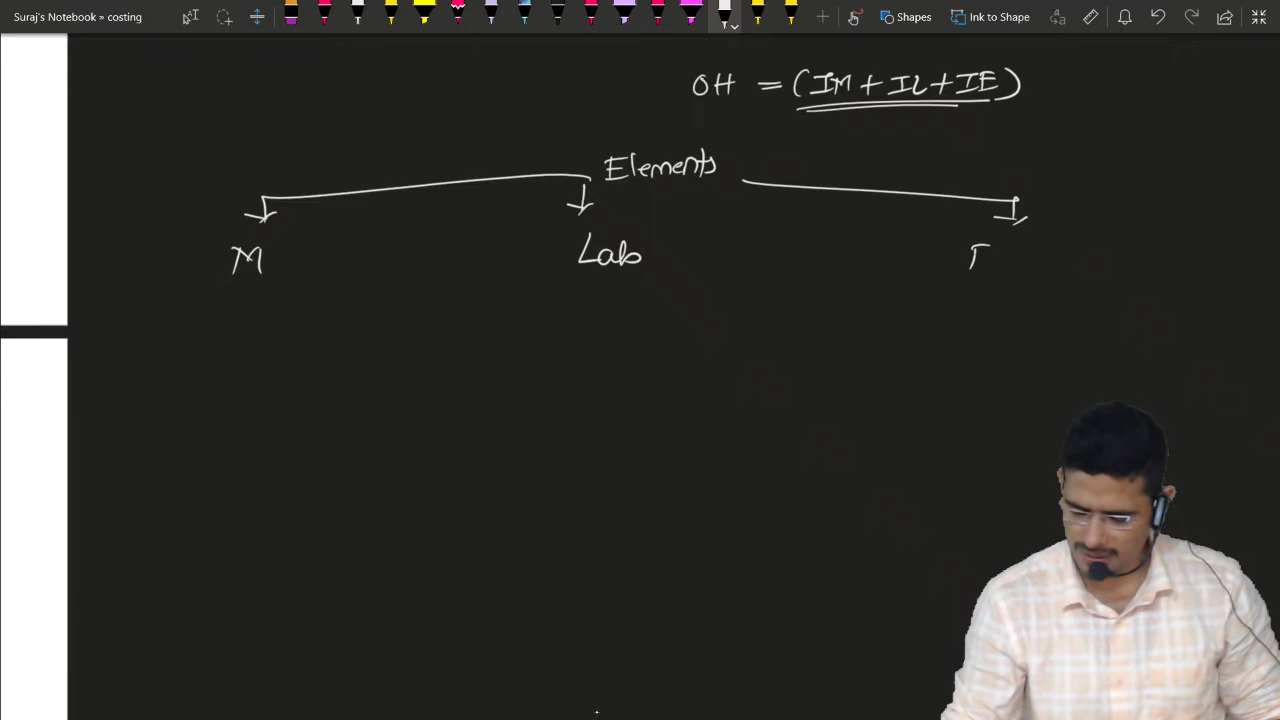 Suraj's Notebook » costing
Shapes
Ink to Shape
OH = (IM + IL + IE)
Elements
M Lab